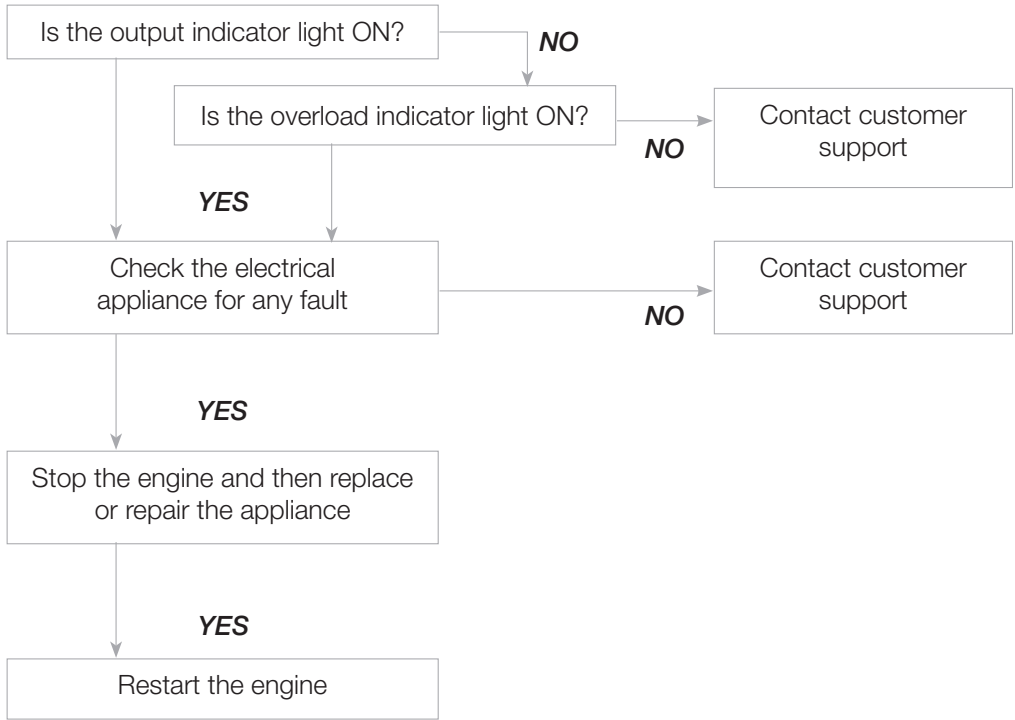 Is the output indicator light ON?
NO
Is the overload indicator light ON?
NO
Contact customer
support
YES
Check the electrical
appliance for any fault
NO
Contact customer
support
YES
Stop the engine and then replace
or repair the appliance
YES
Restart the engine